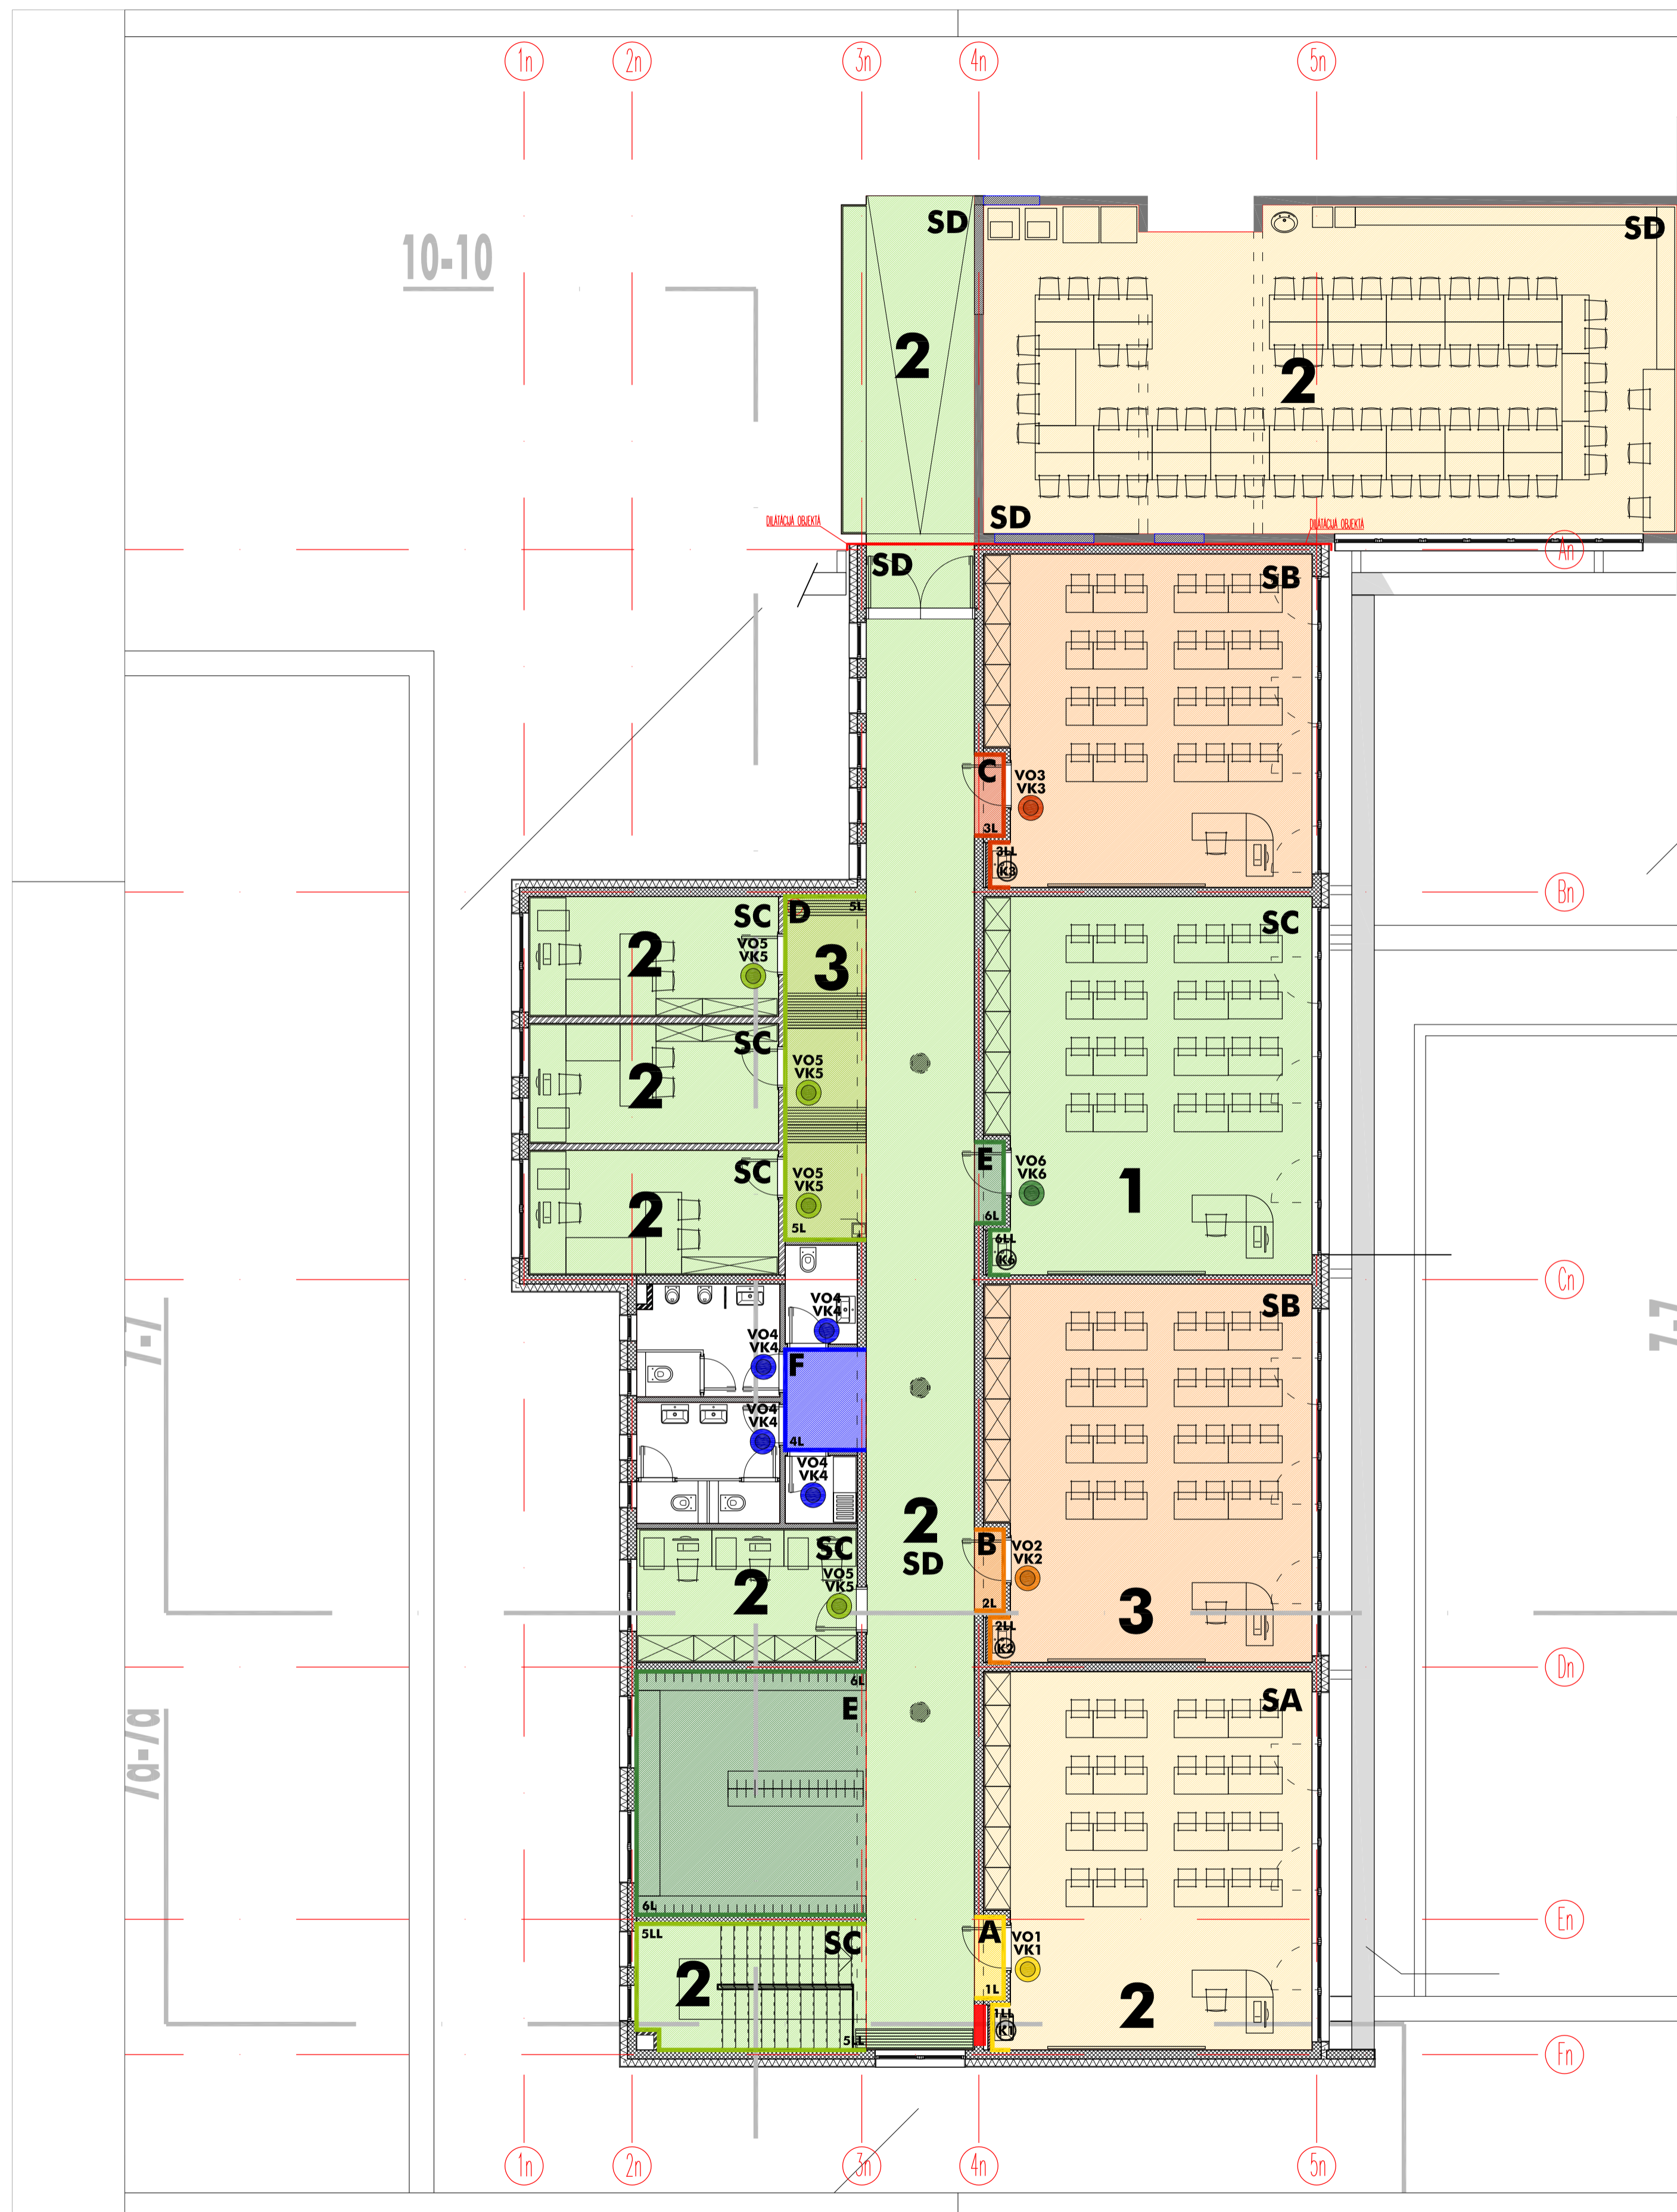 1n 2n 3n 4n 5n
10-10
SD SD
2
2
SD
DILATACIJA OBJEKTA DILATACIJA OBJEKTA
An
SD
SB
C
VO3
VK3
3L
3LL
K3
Bn
SC D 5L SC
2 3
VO5
VK5
SC
2
VO5
VK5
SC
2
VO5
VK5
5L
E
VO6
VK6
1
6L
6LL
K6
Cn
SB
7-7 7-7
VO4
VK4
VO4
VK4
F
VO4
VK4
4L
VO4
VK4
2
SD
SC
2
VO5
VK5
B
VO2
VK2
2L
3
2LL
K2
Dn
6L
E
SA
7a-7a
6L
En
5LL
SC
2
5LL
A
VO1
VK1
1L
2
1LL
K1
Fn
1n 2n 3n 4n 5n